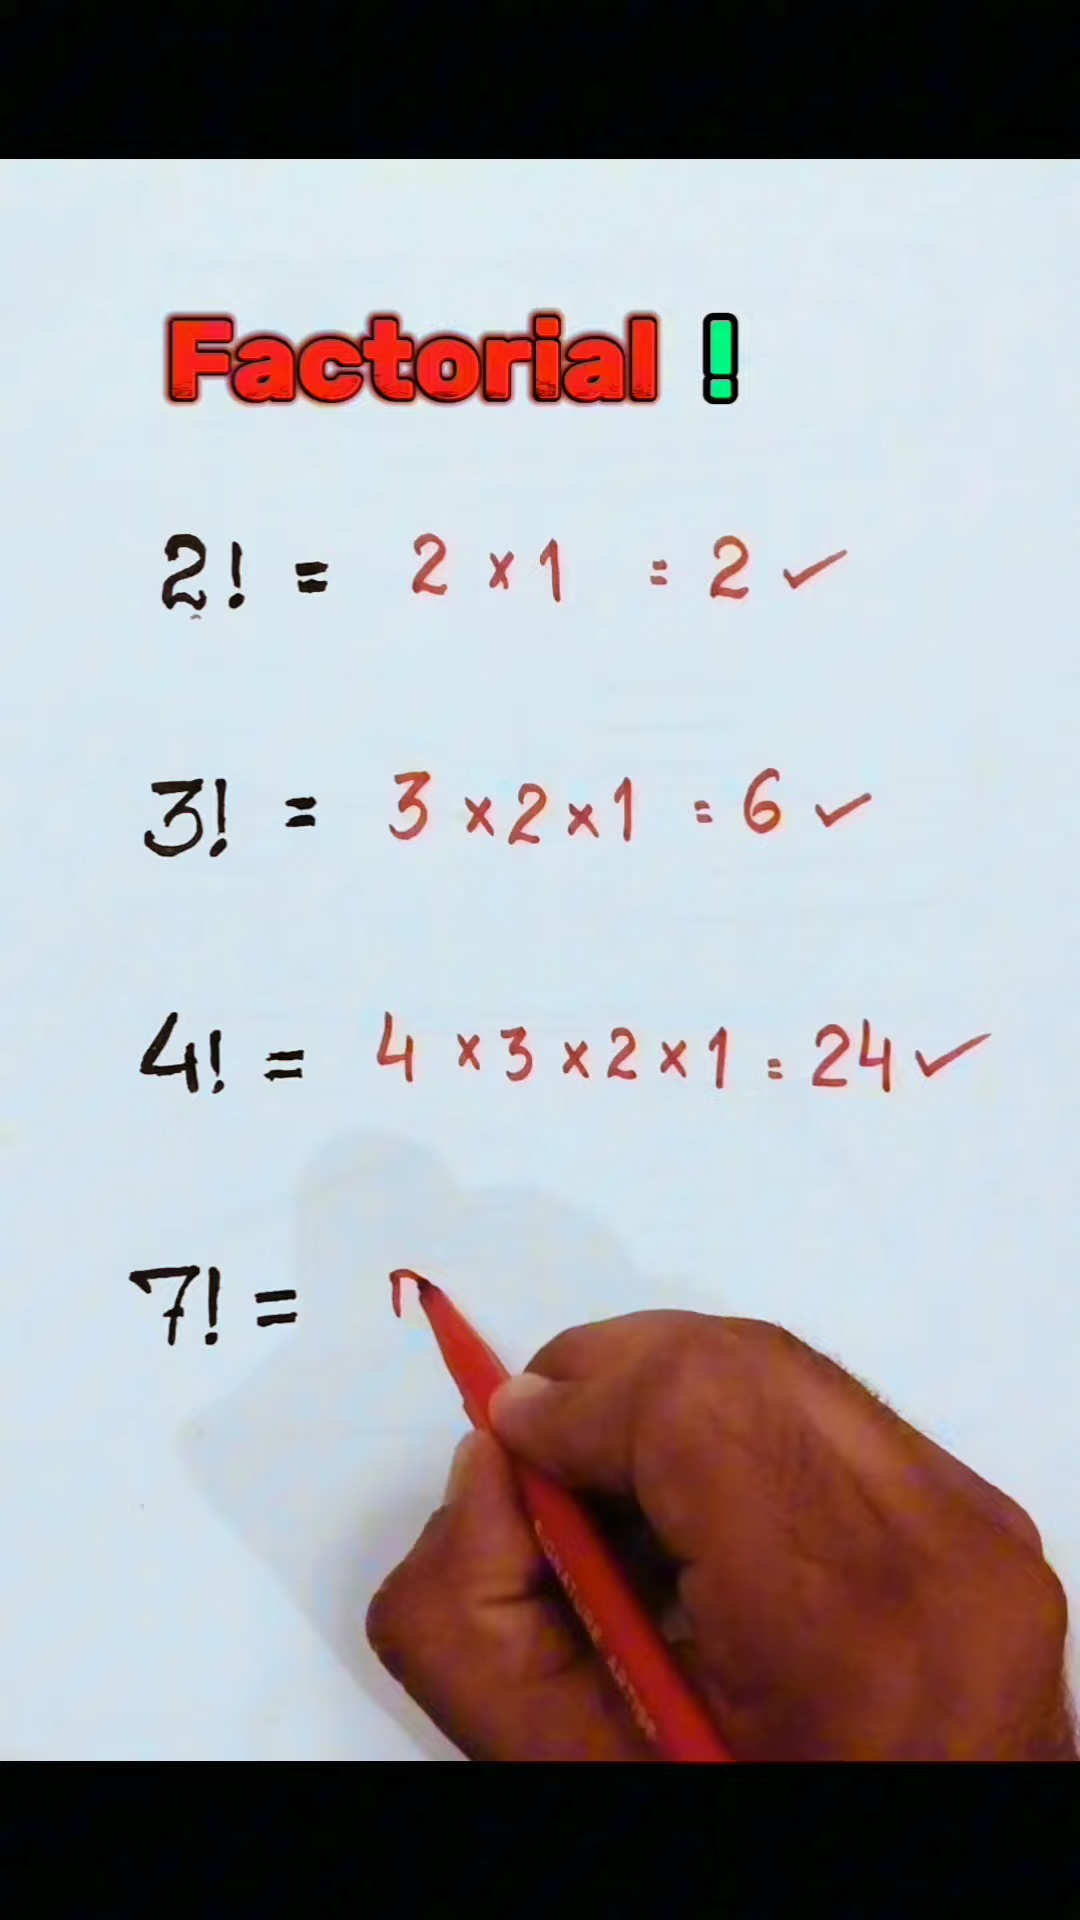 Factorial !
2! = 2 × 1 = 2 ✓
3! = 3 × 2 × 1 = 6 ✓
4! = 4 × 3 × 2 × 1 = 24 ✓
7! =